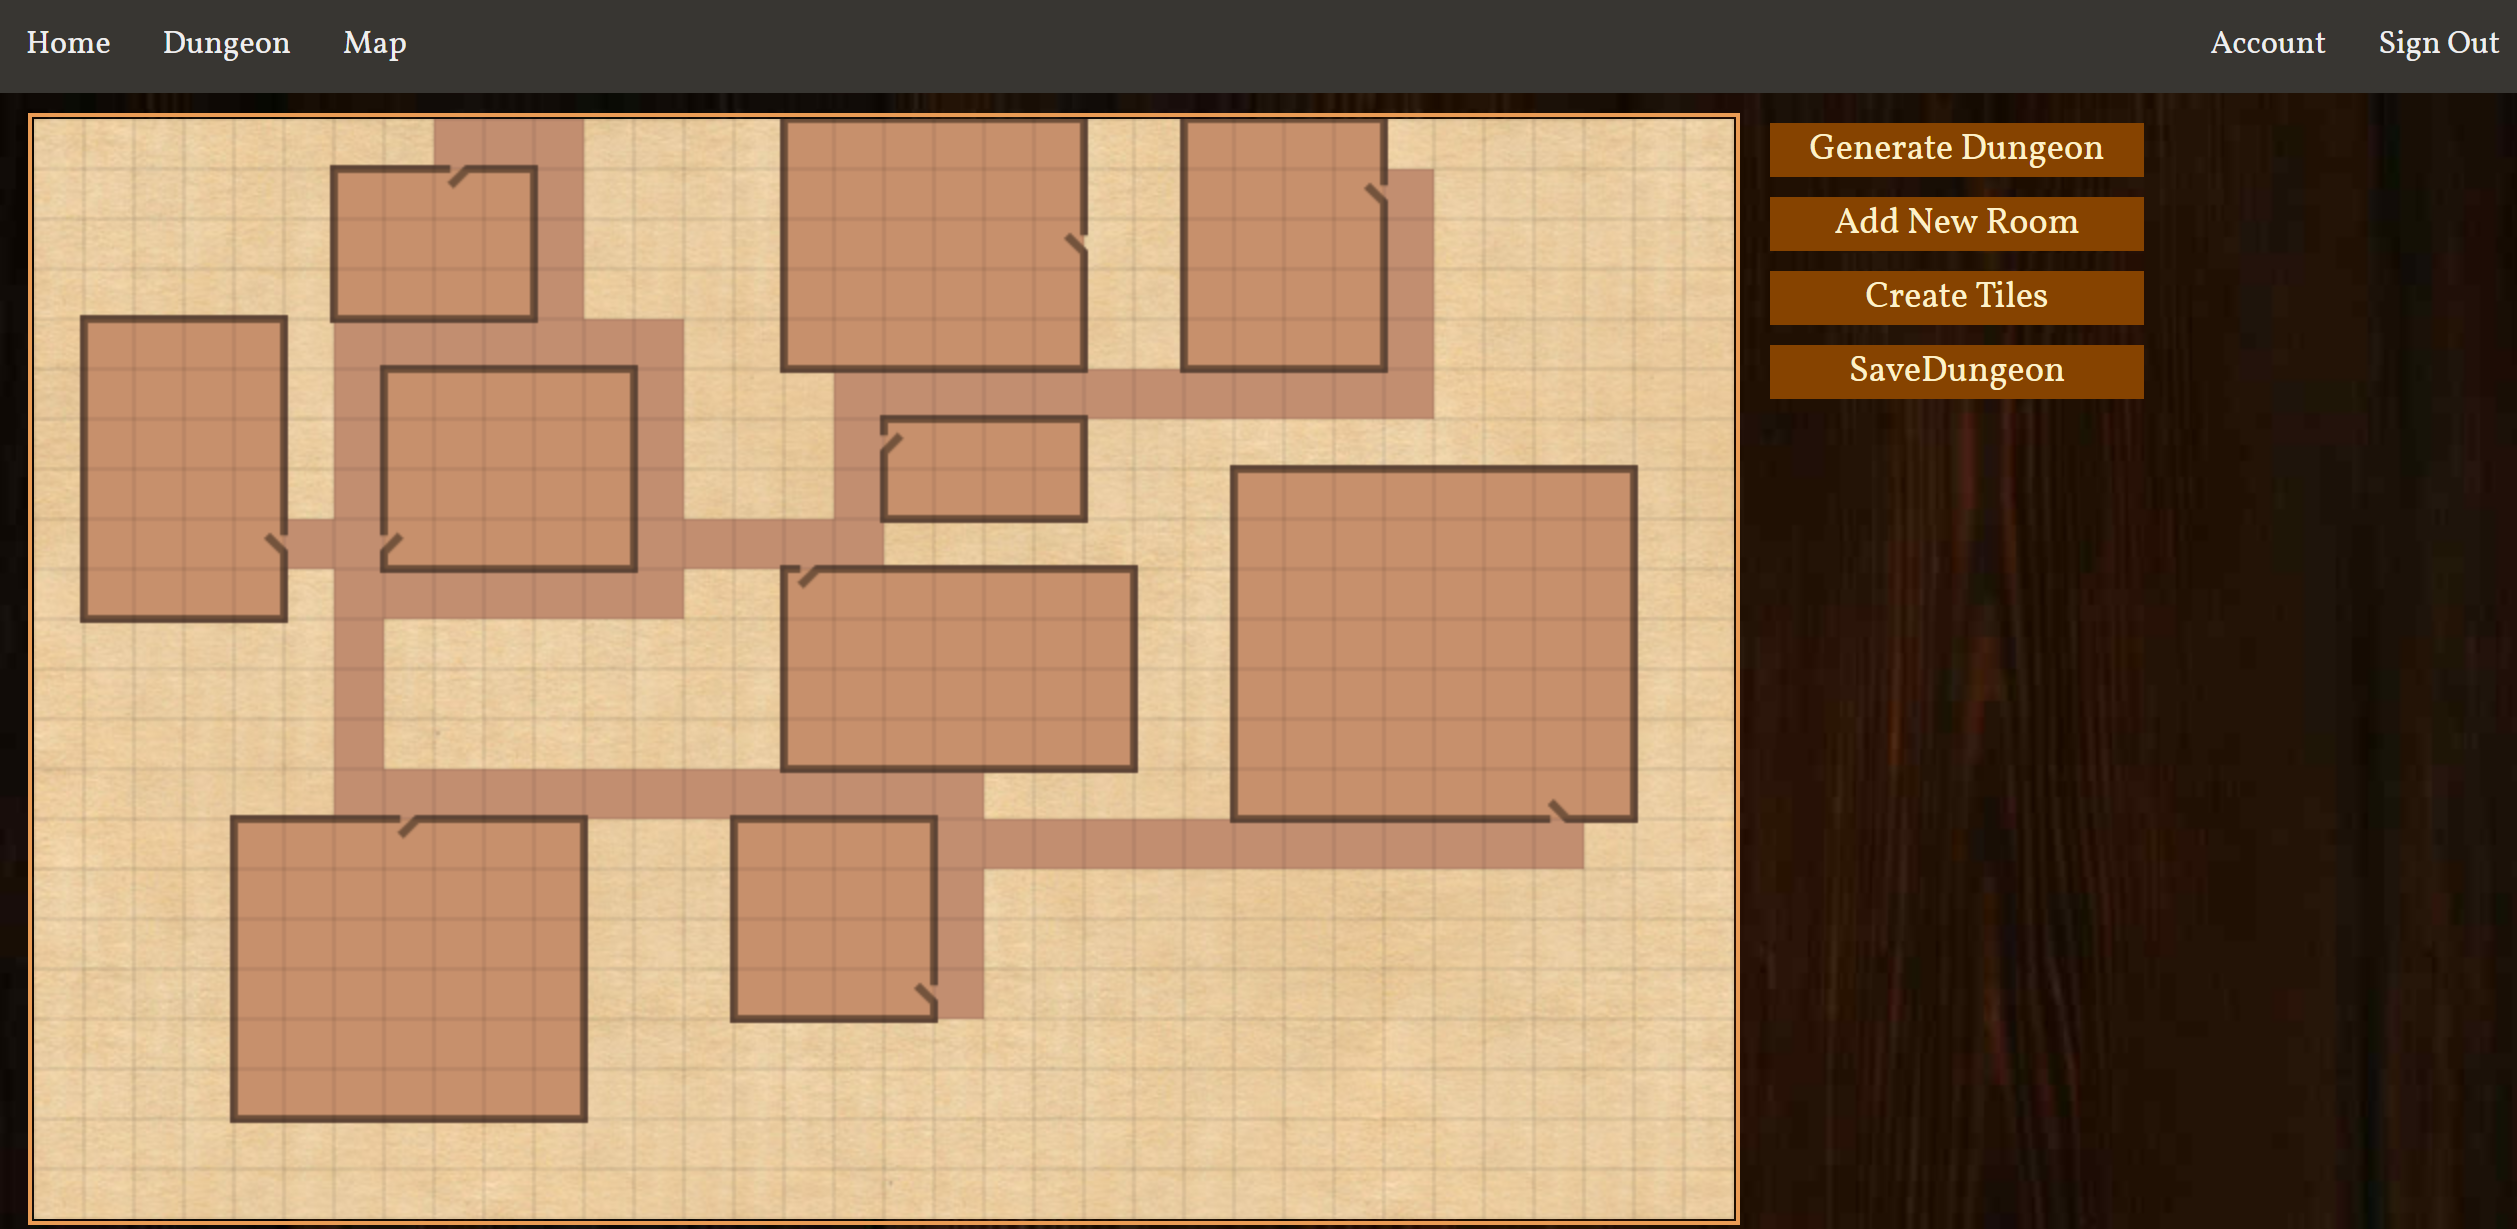 Home Dungeon Map Account Sign Out
Generate Dungeon
Add New Room
Create Tiles
SaveDungeon